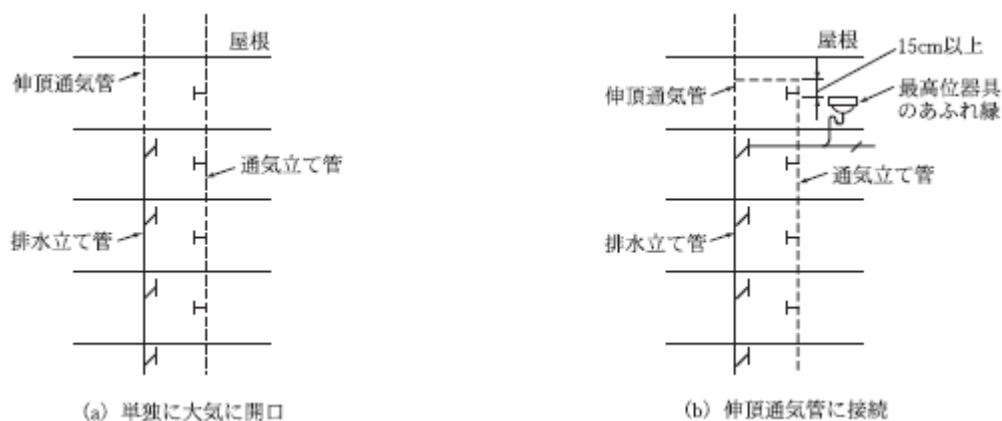 屋根
伸頂通気管
通気立て管
排水立て管
(a) 単独に大気に開口
屋根
15cm以上
伸頂通気管
最高位器具
のあふれ縁
通気立て管
排水立て管
(b) 伸頂通気管に接続